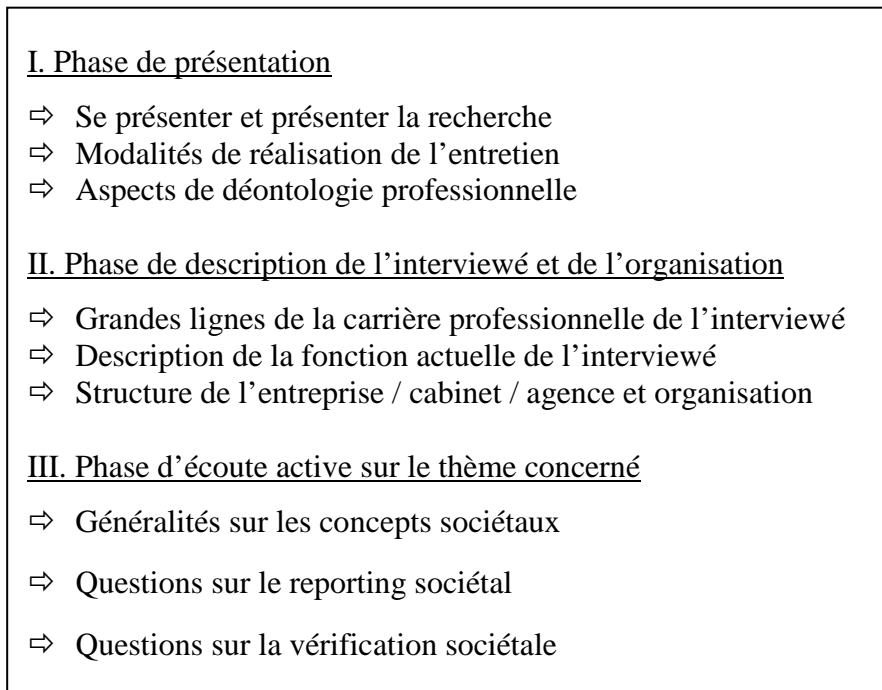 I. Phase de présentation
⇨ Se présenter et présenter la recherche
⇨ Modalités de réalisation de l’entretien
⇨ Aspects de déontologie professionnelle
II. Phase de description de l’interviewé et de l’organisation
⇨ Grandes lignes de la carrière professionnelle de l’interviewé
⇨ Description de la fonction actuelle de l’interviewé
⇨ Structure de l’entreprise / cabinet / agence et organisation
III. Phase d’écoute active sur le thème concerné
⇨ Généralités sur les concepts sociétaux
⇨ Questions sur le reporting sociétal
⇨ Questions sur la vérification sociétale